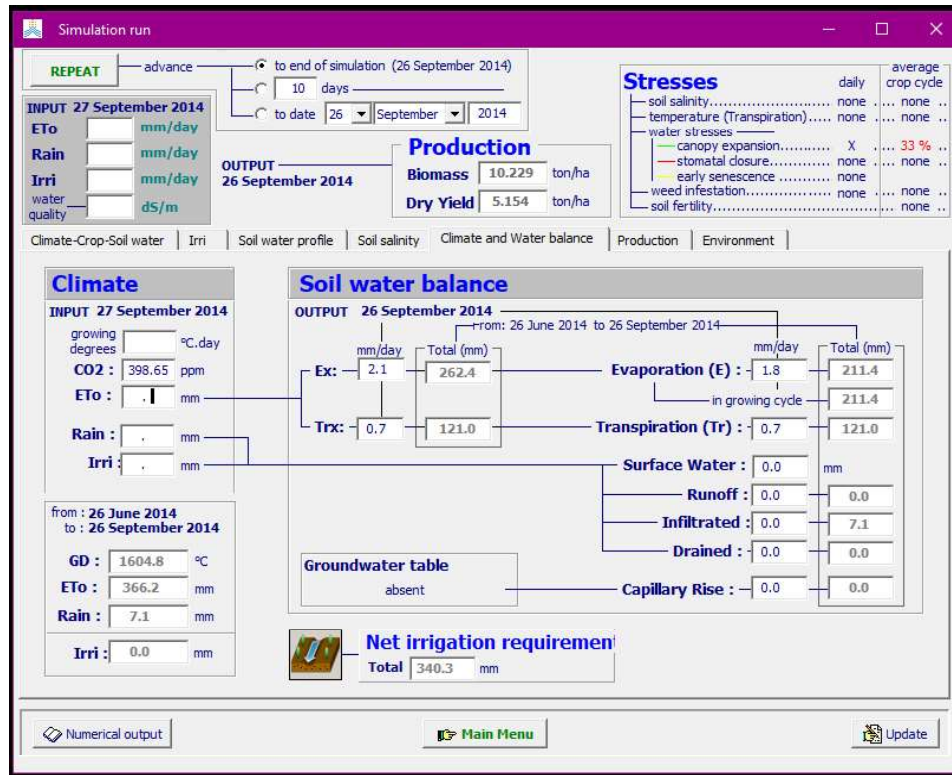 Simulation run
REPEAT
advance
to end of simulation (26 September 2014)
10 days
to date 26 September 2014
INPUT 27 September 2014
ETo mm/day
Rain mm/day
Irri mm/day
water quality dS/m
OUTPUT
26 September 2014
Production
Biomass 10.229 ton/ha
Dry Yield 5.154 ton/ha
Stresses daily average crop cycle
soil salinity........................ none .... none ..
temperature (Transpiration)..... none .... none ..
water stresses
canopy expansion........... X .... 33 % ..
stomatal closure............. none .... none ..
early senescence ........... none
weed infestation............... none .... none ..
soil fertility........................ none ..
Climate-Crop-Soil water | Irri | Soil water profile | Soil salinity | Climate and Water balance | Production | Environment
Climate
INPUT 27 September 2014
growing degrees °C.day
CO2 : 398.65 ppm
ETo : . mm
Rain : . mm
Irri : . mm
from : 26 June 2014
to : 26 September 2014
GD : 1604.8 °C
ETo : 366.2 mm
Rain : 7.1 mm
Irri : 0.0 mm
Soil water balance
OUTPUT 26 September 2014
From: 26 June 2014 to 26 September 2014
mm/day Total (mm) mm/day Total (mm)
Ex: 2.1 262.4 Evaporation (E) : 1.8 211.4
in growing cycle 211.4
Trx: 0.7 121.0 Transpiration (Tr) : 0.7 121.0
Surface Water : 0.0 mm
Runoff : 0.0 0.0
Infiltrated : 0.0 7.1
Drained : 0.0 0.0
Groundwater table
absent
Capillary Rise : 0.0 0.0
Net irrigation requiremen
Total 340.3 mm
Numerical output
Main Menu
Update